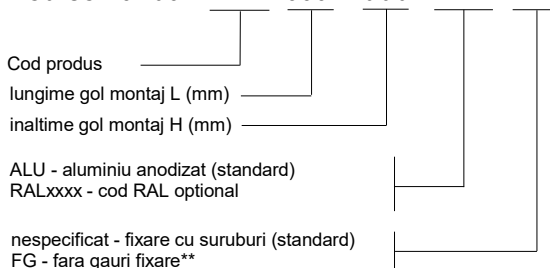 Cod produs
lungime gol montaj L (mm)
inaltime gol montaj H (mm)
ALU - aluminiu anodizat (standard)
RALxxxx - cod RAL optional
nespecificat - fixare cu suruburi (standard)
FG - fara gauri fixare**